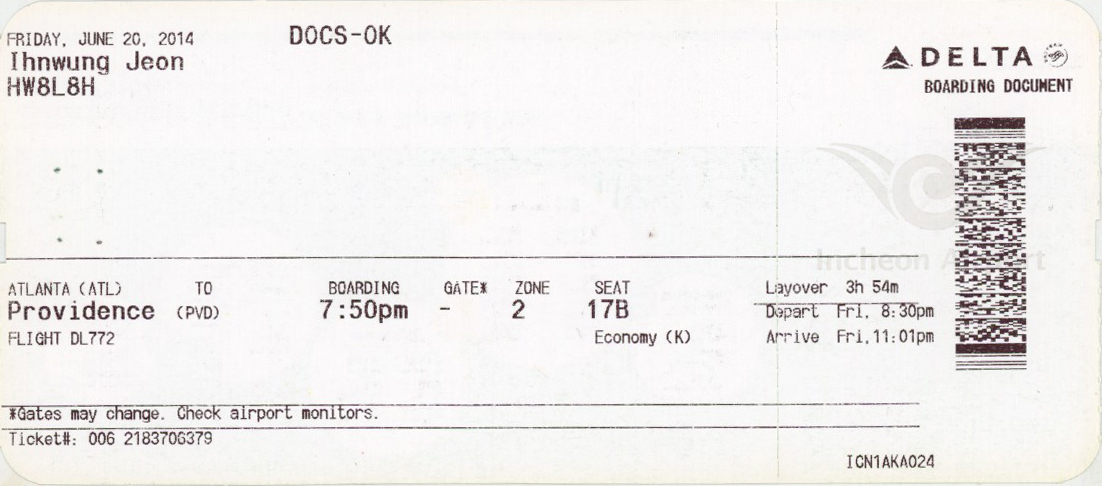 FRIDAY, JUNE 20, 2014
DOCS-OK
Ihnwung Jeon
HW8L8H
DELTA
BOARDING DOCUMENT
Incheon Airport
ATLANTA (ATL) TO BOARDING GATE* ZONE SEAT Layover 3h 54m
Providence (PVD) 7:50pm - 2 17B Depart Fri, 8:30pm
FLIGHT DL772 Economy (K) Arrive Fri,11:01pm
*Gates may change. Check airport monitors.
Ticket#: 006 2183706379
ICN1AKA024